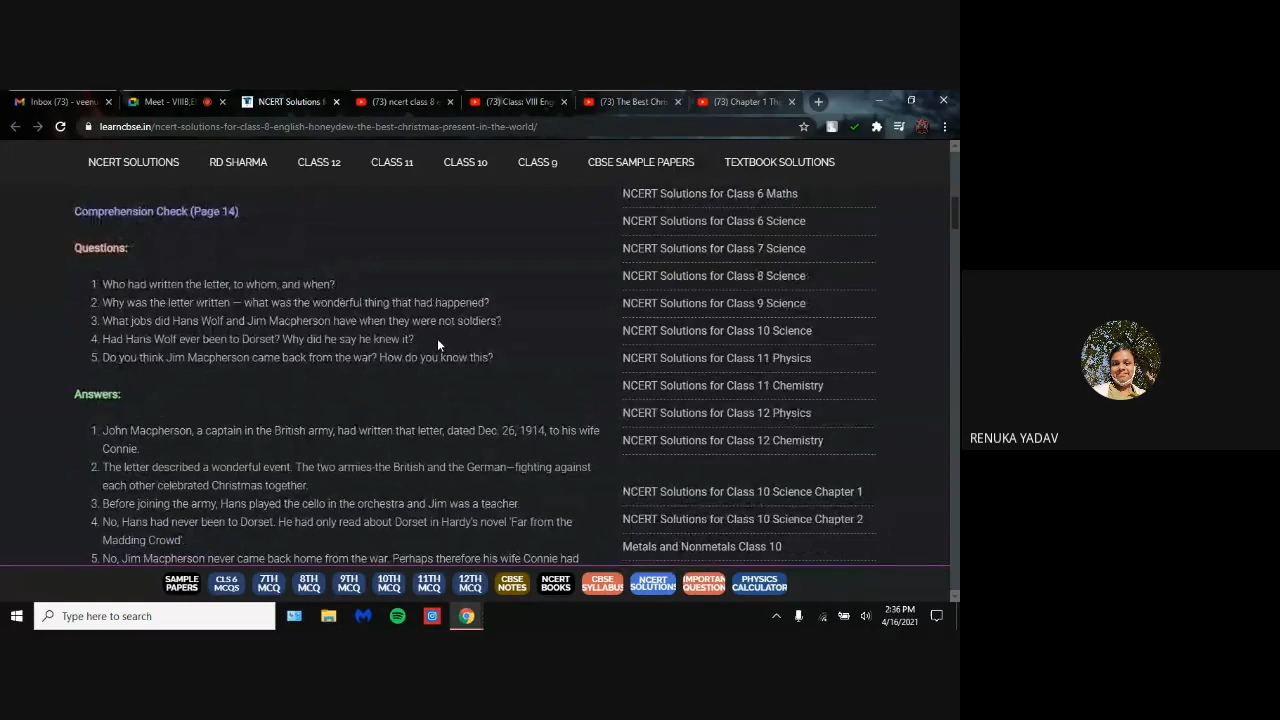 Inbox (73) - veenu
Meet - VIIIB,E
NCERT Solutions f
(73) ncert class 8 e
(73) Class: VIII Eng
(73) The Best Chris
(73) Chapter 1 The
learncbse.in/ncert-solutions-for-class-8-english-honeydew-the-best-christmas-present-in-the-world/
NCERT SOLUTIONS RD SHARMA CLASS 12 CLASS 11 CLASS 10 CLASS 9 CBSE SAMPLE PAPERS TEXTBOOK SOLUTIONS
Comprehension Check (Page 14)
Questions:
1. Who had written the letter, to whom, and when?
2. Why was the letter written — what was the wonderful thing that had happened?
3. What jobs did Hans Wolf and Jim Macpherson have when they were not soldiers?
4. Had Hans Wolf ever been to Dorset? Why did he say he knew it?
5. Do you think Jim Macpherson came back from the war? How do you know this?
Answers:
1. John Macpherson, a captain in the British army, had written that letter, dated Dec. 26, 1914, to his wife
Connie.
2. The letter described a wonderful event. The two armies-the British and the German—fighting against
each other celebrated Christmas together.
3. Before joining the army, Hans played the cello in the orchestra and Jim was a teacher.
4. No, Hans had never been to Dorset. He had only read about Dorset in Hardy's novel 'Far from the
Madding Crowd'.
5. No, Jim Macpherson never came back home from the war. Perhaps therefore his wife Connie had
NCERT Solutions for Class 6 Maths
NCERT Solutions for Class 6 Science
NCERT Solutions for Class 7 Science
NCERT Solutions for Class 8 Science
NCERT Solutions for Class 9 Science
NCERT Solutions for Class 10 Science
NCERT Solutions for Class 11 Physics
NCERT Solutions for Class 11 Chemistry
NCERT Solutions for Class 12 Physics
NCERT Solutions for Class 12 Chemistry
NCERT Solutions for Class 10 Science Chapter 1
NCERT Solutions for Class 10 Science Chapter 2
Metals and Nonmetals Class 10
RENUKA YADAV
SAMPLE PAPERS
CLS 6 MCQS
7TH MCQ
8TH MCQ
9TH MCQ
10TH MCQ
11TH MCQ
12TH MCQ
CBSE NOTES
NCERT BOOKS
CBSE SYLLABUS
NCERT SOLUTIONS
IMPORTAN QUESTION
PHYSICS CALCULATOR
Type here to search
2:36 PM
4/16/2021